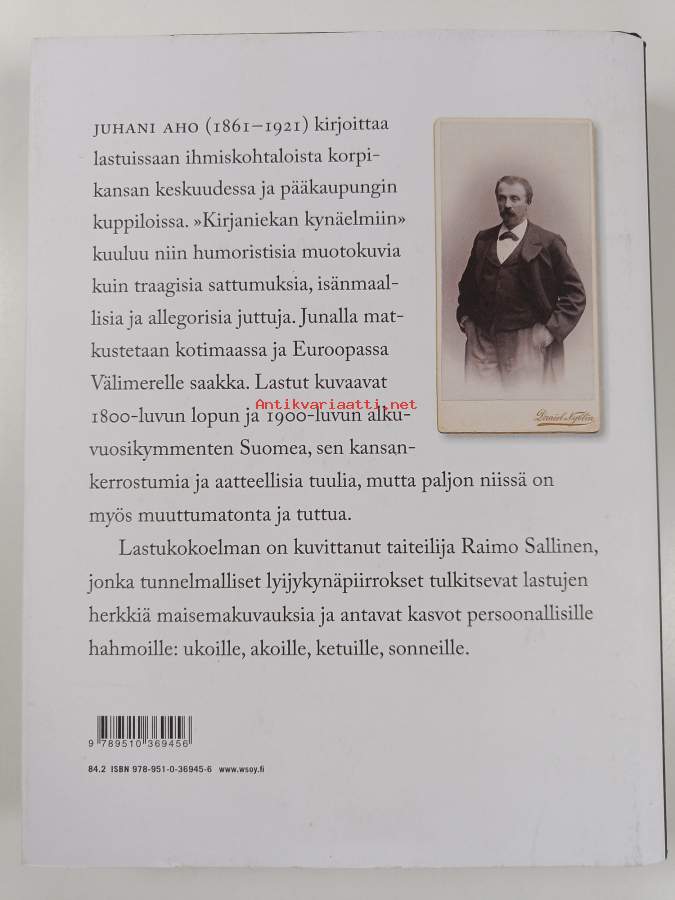 JUHANI AHO (1861–1921) kirjoittaa
lastuissaan ihmiskohtaloista korpi-
kansan keskuudessa ja pääkaupungin
kuppiloissa. »Kirjaniekan kynäelmiin»
kuuluu niin humoristisia muotokuvia
kuin traagisia sattumuksia, isänmaal-
lisia ja allegorisia juttuja. Junalla mat-
kustetaan kotimaassa ja Euroopassa
Välimerelle saakka. Lastut kuvaavat
Antikvariaatti.net
1800-luvun lopun ja 1900-luvun alku-
vuosikymmenten Suomea, sen kansan-
kerrostumia ja aatteellisia tuulia, mutta paljon niissä on
myös muuttumatonta ja tuttua.
Lastukokoelman on kuvittanut taiteilija Raimo Sallinen,
jonka tunnelmalliset lyijykynäpiirrokset tulkitsevat lastujen
herkkiä maisemakuvauksia ja antavat kasvot persoonallisille
hahmoille: ukoille, akoille, ketuille, sonneille.
Daniel Nyblin
9 789510 369456
84.2 ISBN 978-951-0-36945-6 www.wsoy.fi